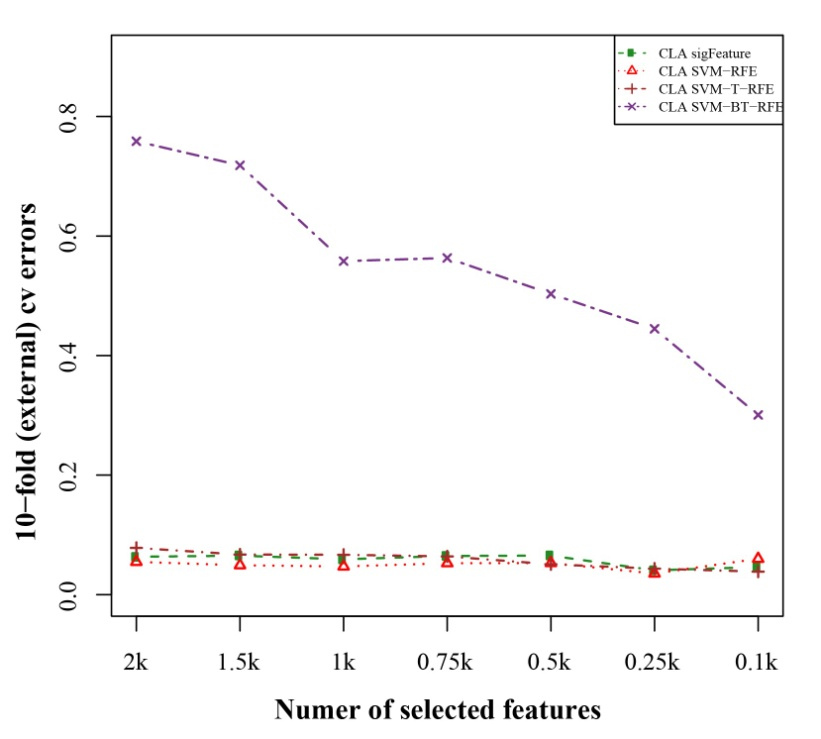 CLA sigFeature
CLA SVM−RFE
CLA SVM−T−RFE
CLA SVM−BT−RFE
10−fold (external) cv errors
0.8
0.6
0.4
0.2
0.0
2k 1.5k 1k 0.75k 0.5k 0.25k 0.1k
Numer of selected features